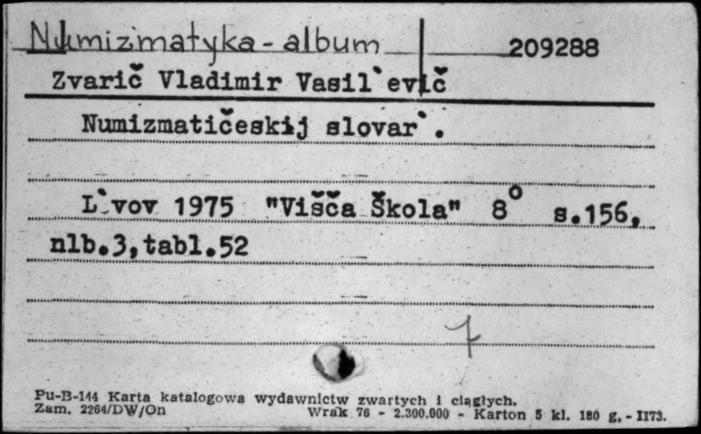 Numizmatyka - album 209288
Zvarič Vladimir Vasil`evič
Numizmatičeskij slovar`.
L`vov 1975 "Višča Škola" 8° s.156,
nlb.3,tabl.52
7
Pu-B-144 Karta katalogowa wydawnictw zwartych i ciągłych.
Zam. 2264/DW/On Wrak 76 - 2.300.000 - Karton 5 kl. 180 g. - II73.